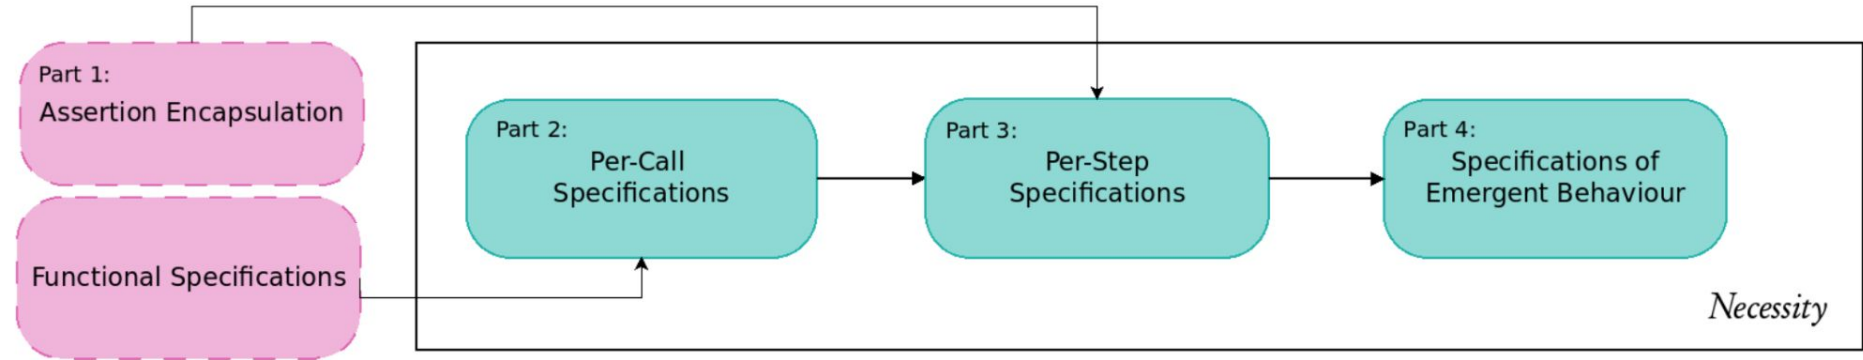 Part 1:
Assertion Encapsulation
Functional Specifications
Part 2:
Per-Call
Specifications
Part 3:
Per-Step
Specifications
Part 4:
Specifications of
Emergent Behaviour
Necessity